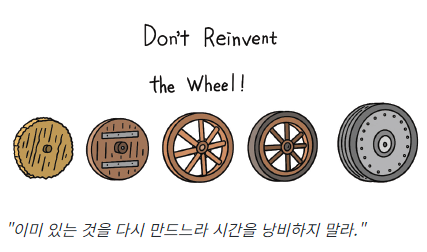 Don't Reinvent
the Wheel!
"이미 있는 것을 다시 만드느라 시간을 낭비하지 말라."